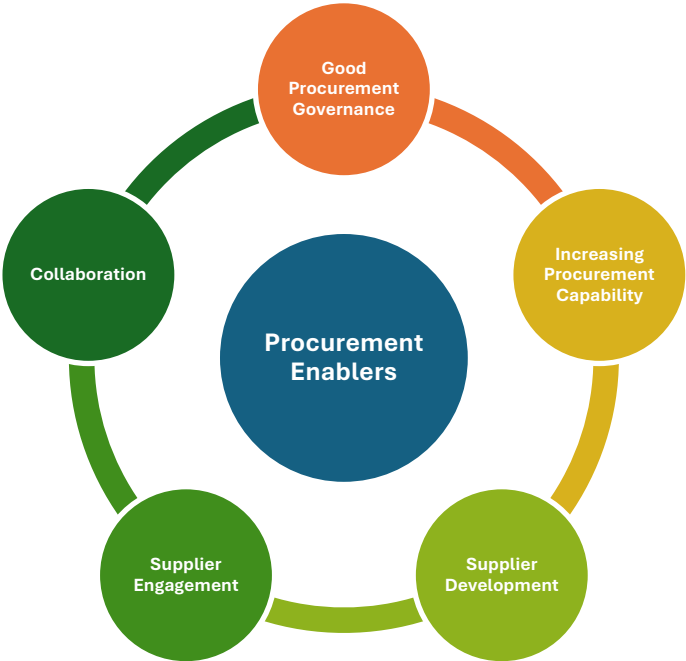 Good
Procurement
Governance
Increasing
Procurement
Capability
Collaboration
Procurement
Enablers
Supplier
Engagement
Supplier
Development